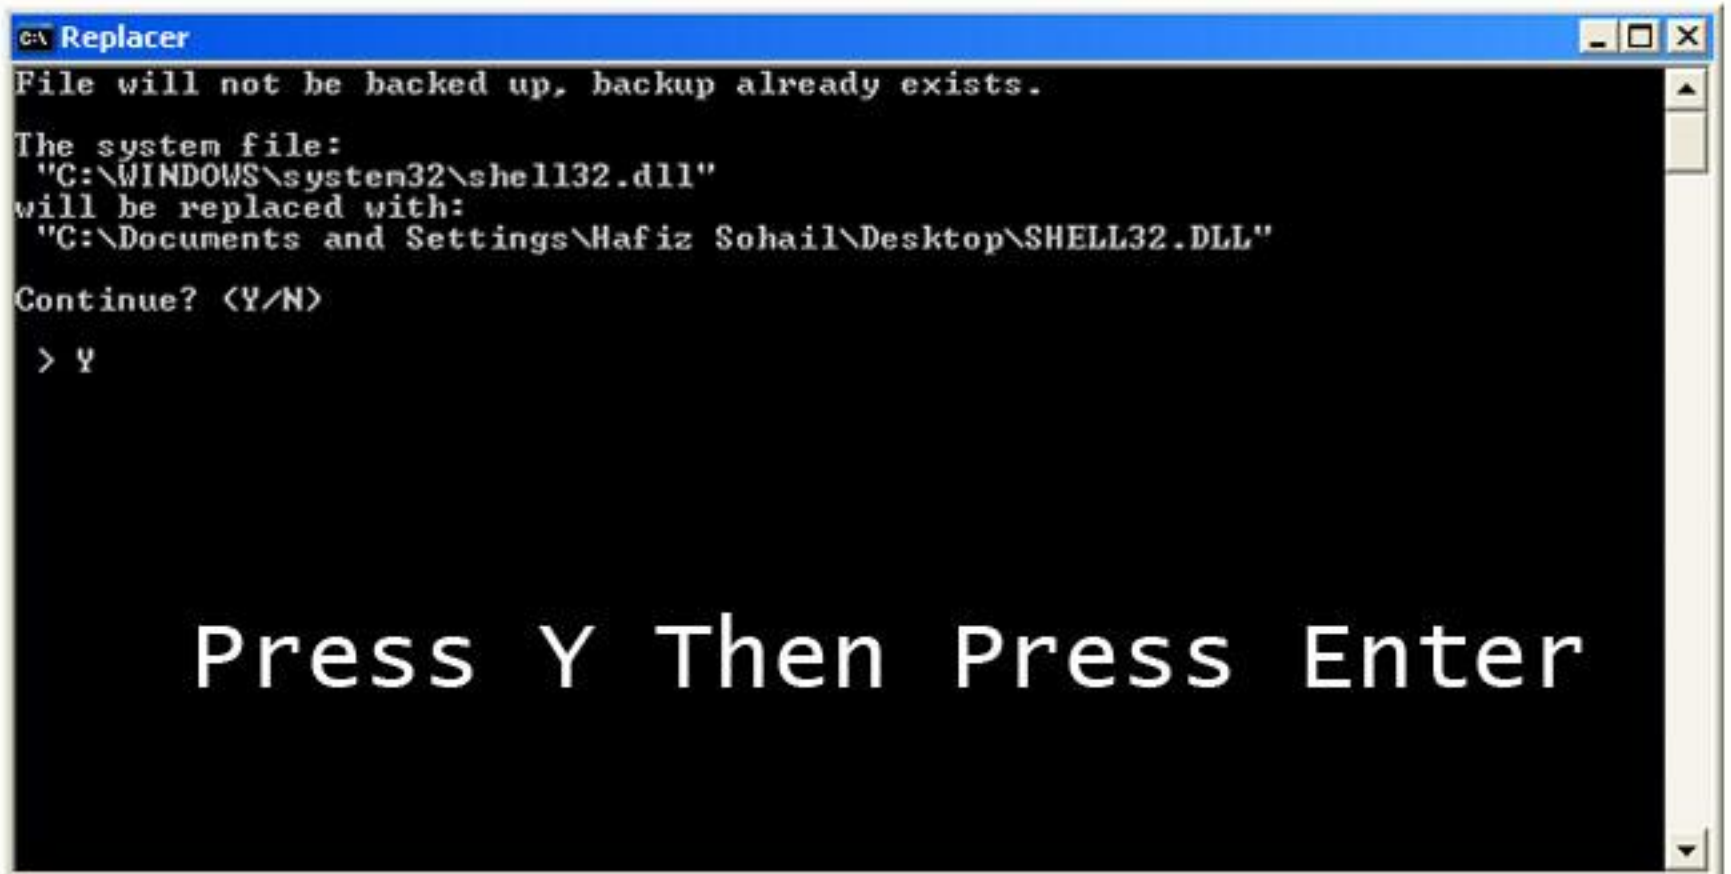 C:\ Replacer
File will not be backed up, backup already exists.
The system file:
"C:\WINDOWS\system32\shell32.dll"
will be replaced with:
"C:\Documents and Settings\Hafiz Sohail\Desktop\SHELL32.DLL"
Continue? (Y/N)
> Y
Press Y Then Press Enter